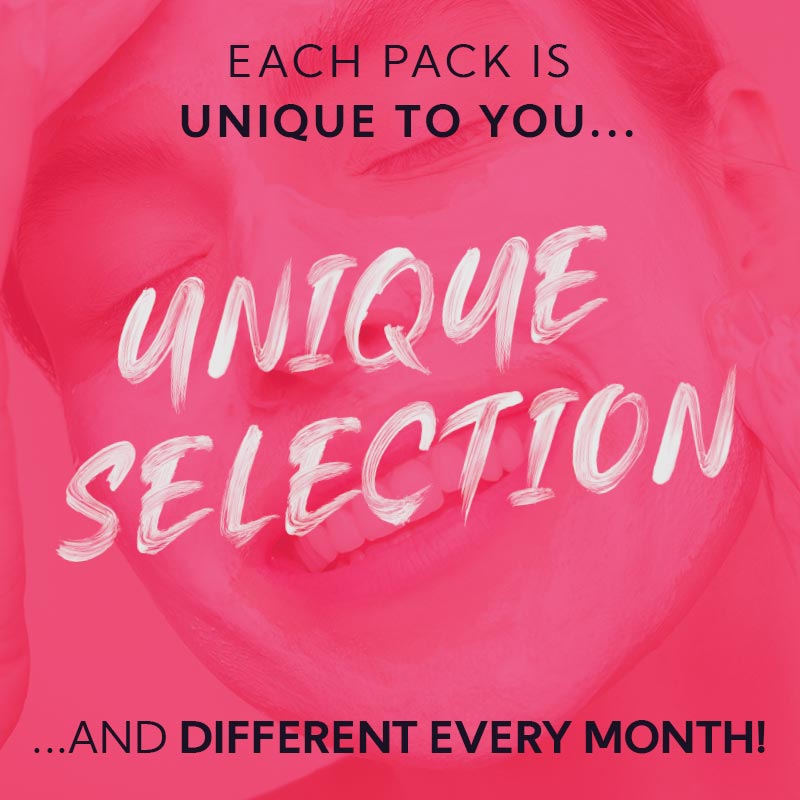 EACH PACK IS
UNIQUE TO YOU...
UNIQUE
SELECTION
...AND DIFFERENT EVERY MONTH!